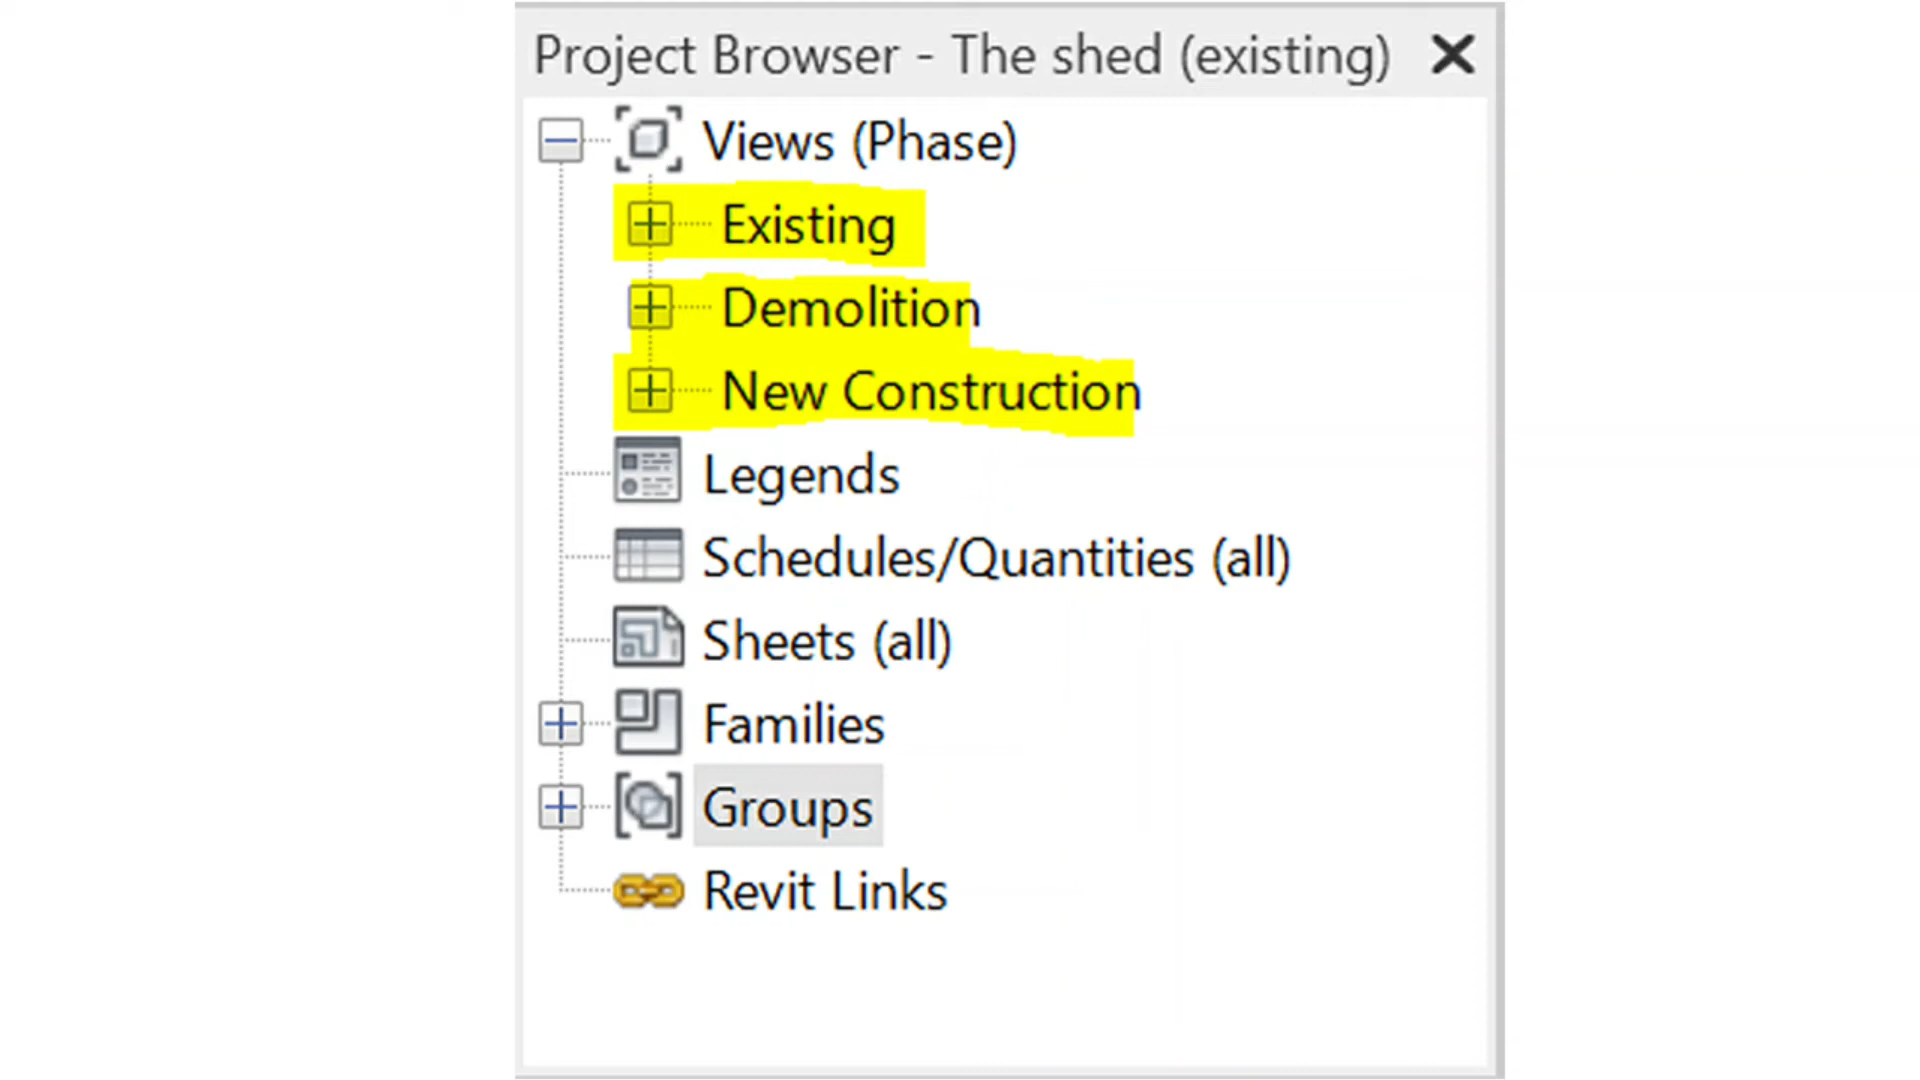 Project Browser - The shed (existing)
Views (Phase)
Existing
Demolition
New Construction
Legends
Schedules/Quantities (all)
Sheets (all)
Families
Groups
Revit Links